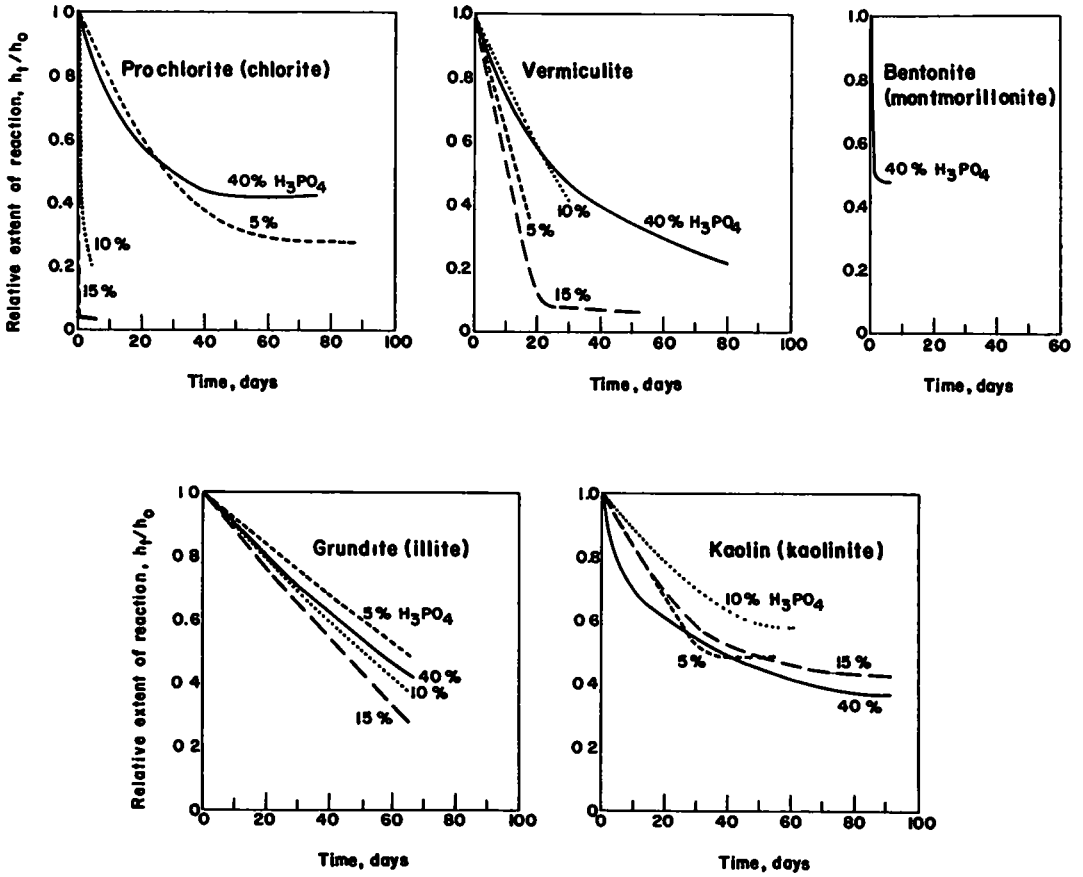 Relative extent of reaction, ht/h0
1 0
0 8
0 6
0 4
0 2
0
Prochlorite (chlorite)
40% H3PO4
5%
10%
15%
0 20 40 60 80 100
Time, days
1.0
0.8
0.6
0.4
0.2
0
Vermiculite
10%
5%
40% H3PO4
15%
0 20 40 60 80 100
Time, days
1.0
0.8
0.6
0.4
0.2
0
Bentonite
(montmorillonite)
40% H3PO4
0 20 40 60
Time, days
Relative extent of reaction, ht/h0
1 0
0 8
0 6
0 4
0 2
0
Grundite (illite)
5% H3PO4
40%
10%
15%
0 20 40 60 80 100
Time, days
1.0
0.8
0.6
0.4
0.2
0
Kaolin (kaolinite)
10% H3PO4
5%
15%
40%
0 20 40 60 80 100
Time, days